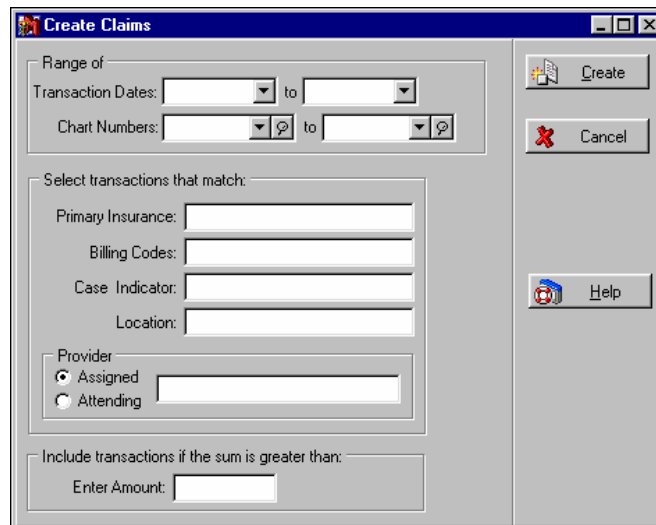 Create Claims
Range of
Transaction Dates: to
Chart Numbers: to
Select transactions that match:
Primary Insurance:
Billing Codes:
Case Indicator:
Location:
Provider
Assigned
Attending
Include transactions if the sum is greater than:
Enter Amount:
Create
Cancel
Help